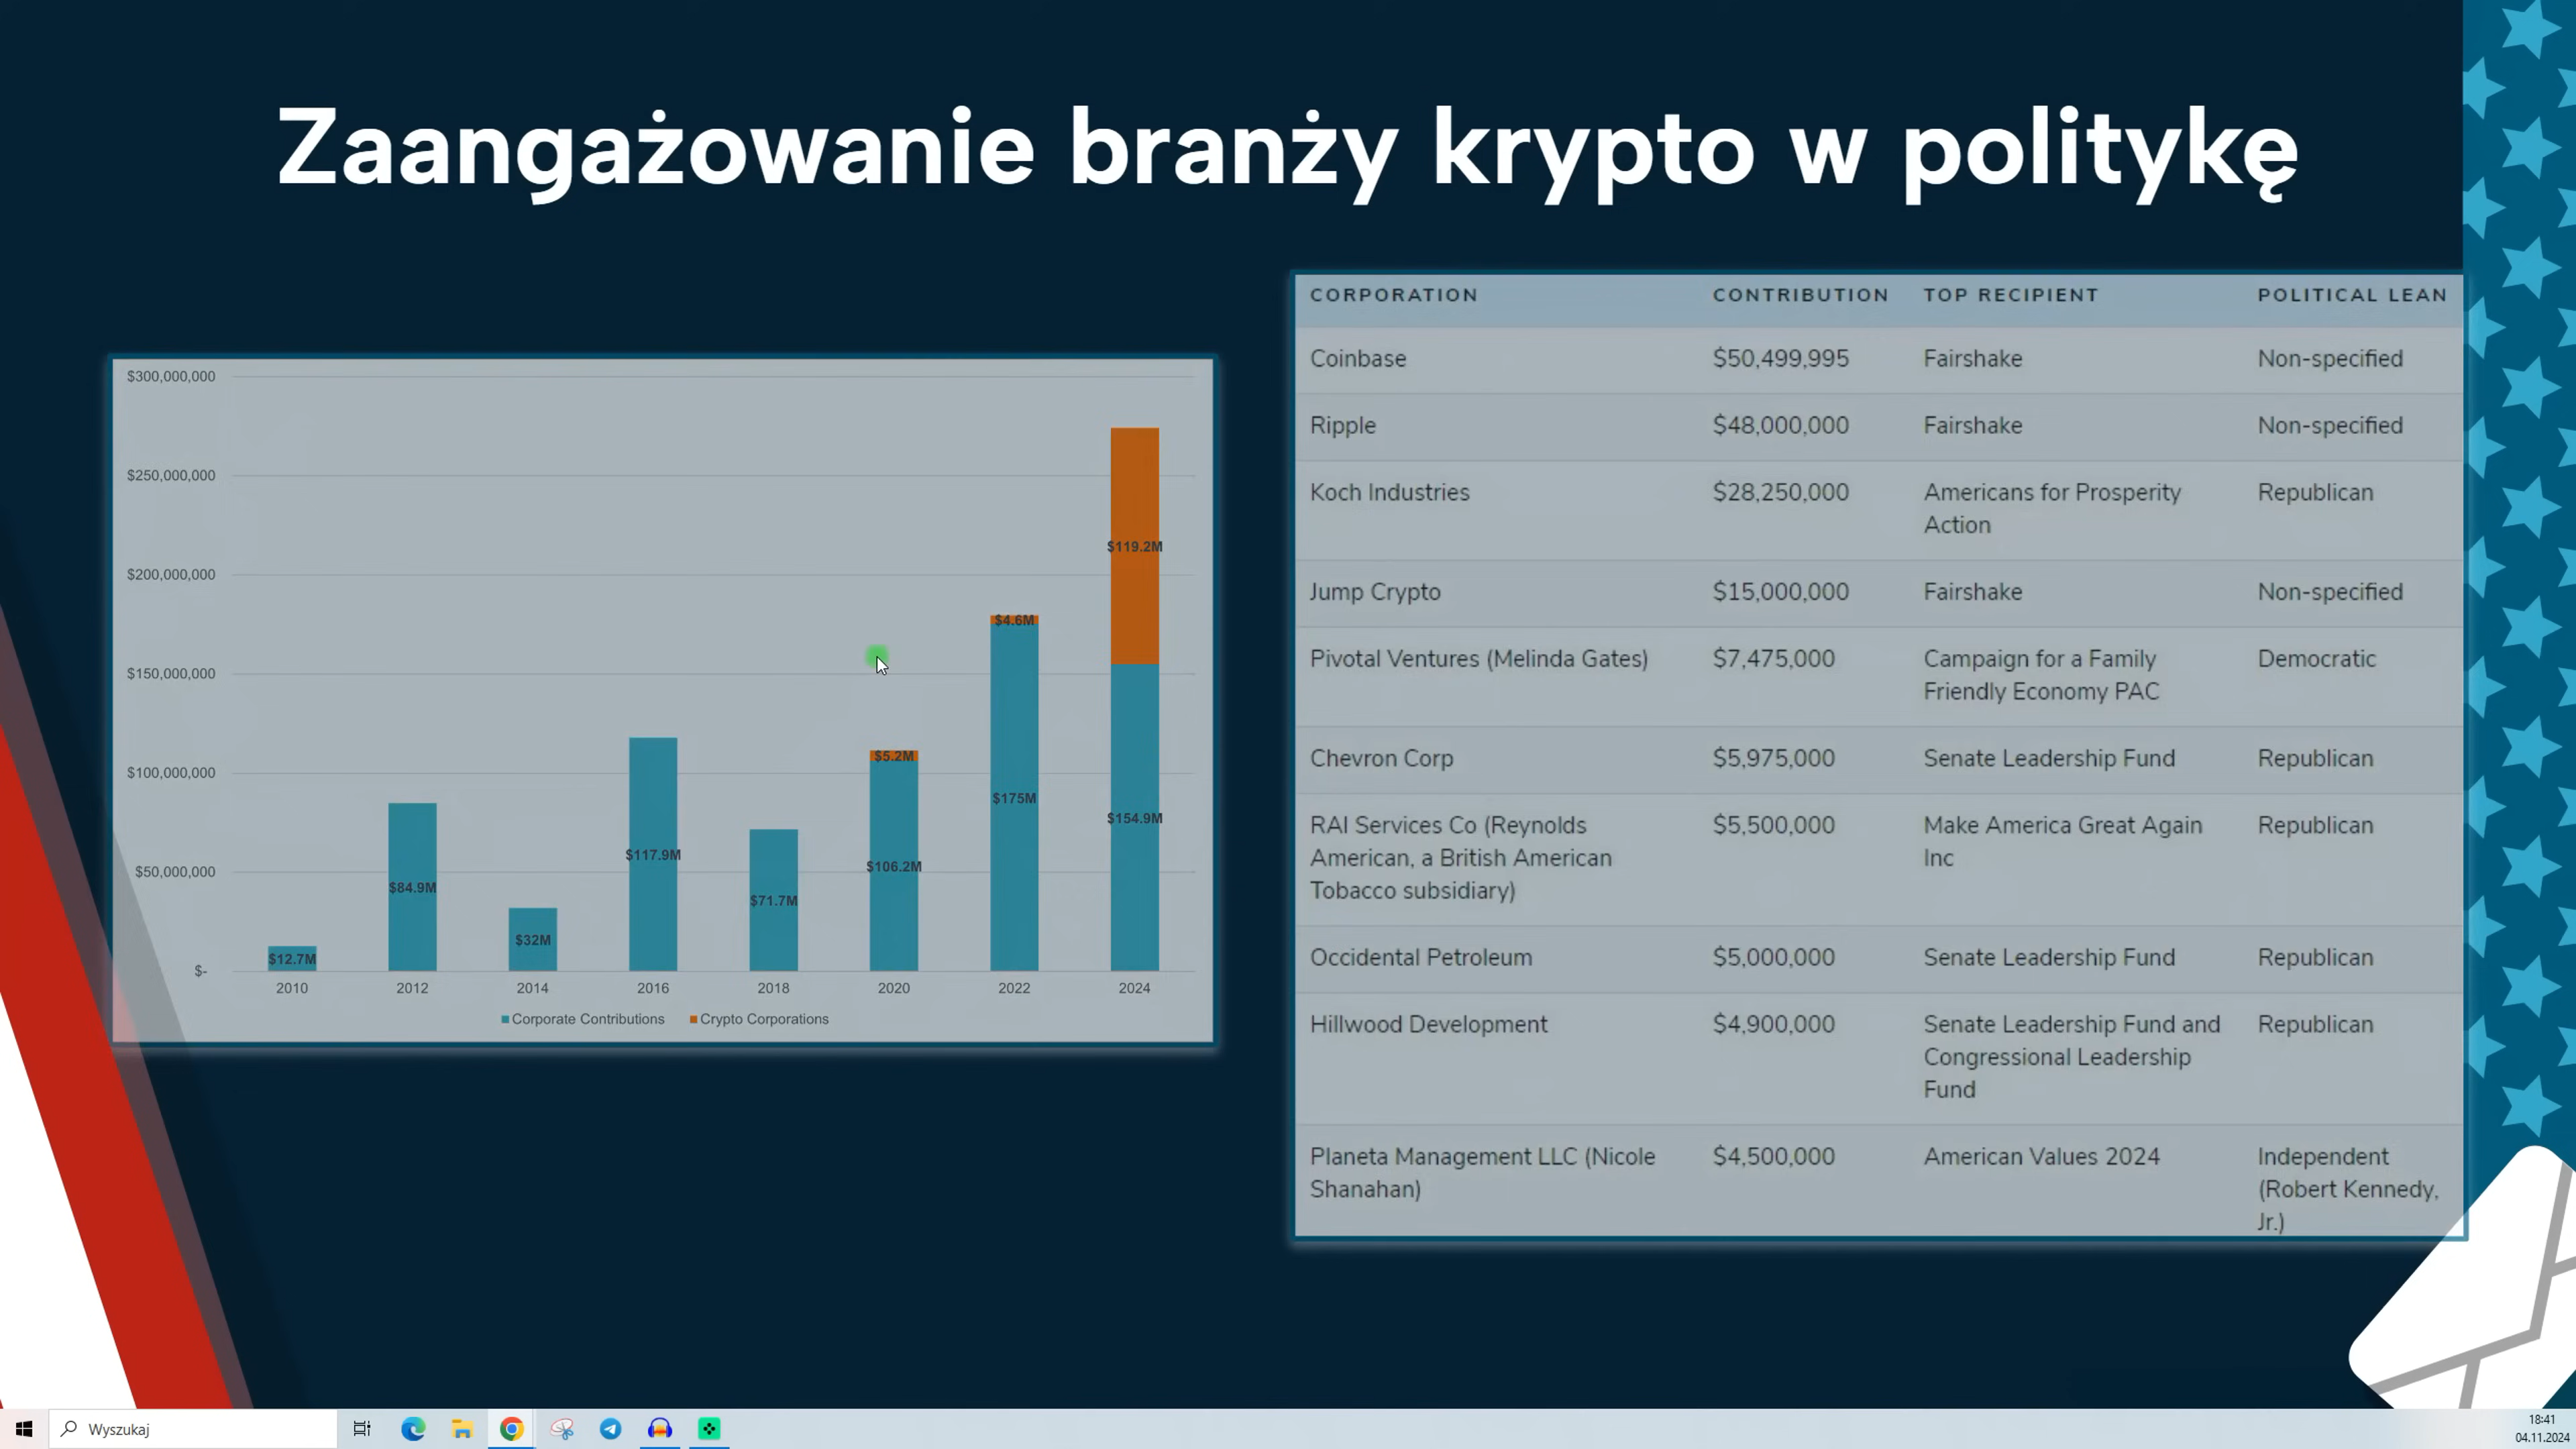 Zaangażowanie branży krypto w politykę
$300,000,000
$250,000,000
$200,000,000
$150,000,000
$100,000,000
$50,000,000
$-
$12.7M
$84.9M
$32M
$117.9M
$71.7M
$5.2M
$106.2M
$4.6M
$175M
$119.2M
$154.9M
2010 2012 2014 2016 2018 2020 2022 2024
Corporate Contributions Crypto Corporations
CORPORATION CONTRIBUTION TOP RECIPIENT POLITICAL LEAN
Coinbase $50,499,995 Fairshake Non-specified
Ripple $48,000,000 Fairshake Non-specified
Koch Industries $28,250,000 Americans for Prosperity Republican
Action
Jump Crypto $15,000,000 Fairshake Non-specified
Pivotal Ventures (Melinda Gates) $7,475,000 Campaign for a Family Democratic
Friendly Economy PAC
Chevron Corp $5,975,000 Senate Leadership Fund Republican
RAI Services Co (Reynolds $5,500,000 Make America Great Again Republican
American, a British American Inc
Tobacco subsidiary)
Occidental Petroleum $5,000,000 Senate Leadership Fund Republican
Hillwood Development $4,900,000 Senate Leadership Fund and Republican
Congressional Leadership
Fund
Planeta Management LLC (Nicole $4,500,000 American Values 2024 Independent
Shanahan) (Robert Kennedy,
Jr.)
Wyszukaj
18:41
04.11.2024